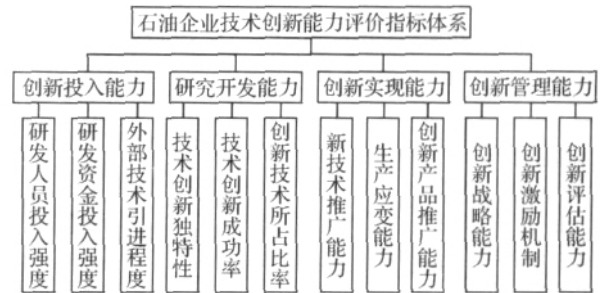 石油企业技术创新能力评价指标体系
创新投入能力
研究开发能力
创新实现能力
创新管理能力
研发人员投入强度
研发资金投入强度
外部技术引进程度
技术创新独特性
技术创新成功率
创新技术所占比率
新技术推广能力
生产应变能力
创新产品推广能力
创新战略能力
创新激励机制
创新评估能力